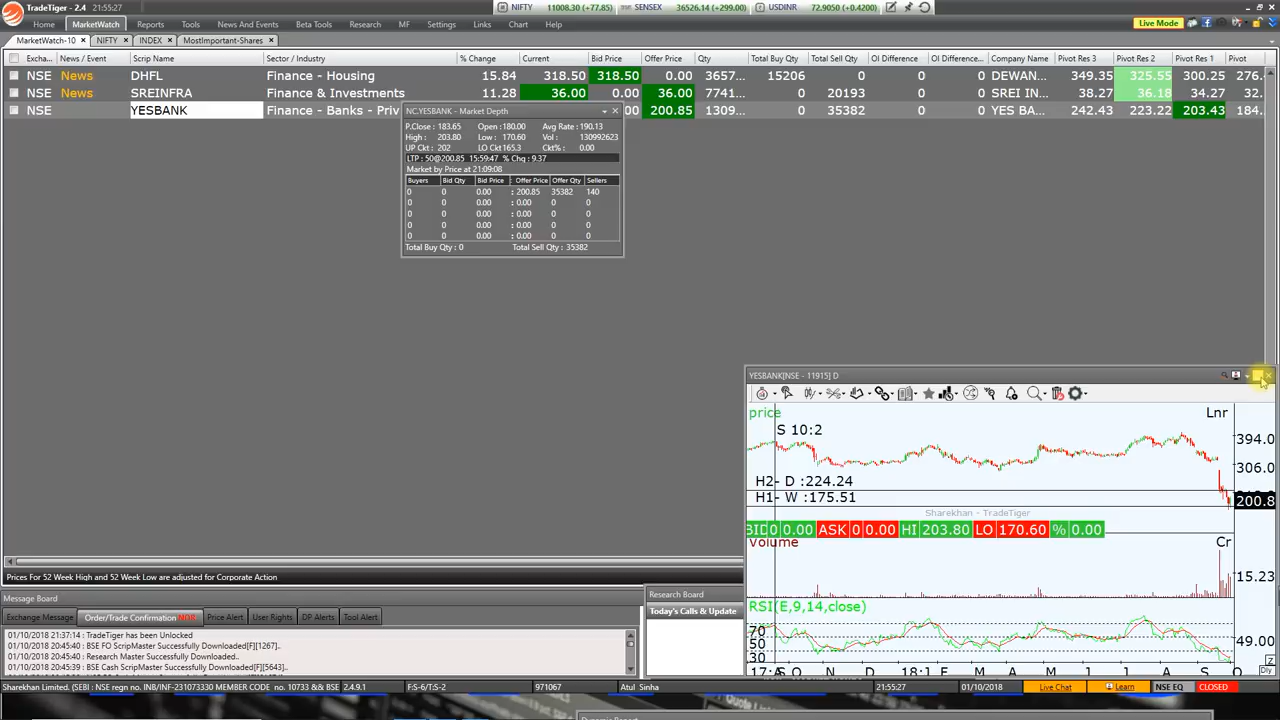 TradeTiger - 2.4 21:55:27 NIFTY 11008.30 (+77.85) SENSEX 36526.14 (+299.00) USDINR 72.9050 (+0.4200)
Home MarketWatch Reports Tools News And Events Beta Tools Research MF Settings Links Chart Help Live Mode
MarketWatch-10 NIFTY INDEX MostImportant-Shares
Excha... News / Event Scrip Name Sector / Industry % Change Current Bid Price Offer Price Qty Total Buy Qty Total Sell Qty OI Difference OI Difference... Company Name Pivot Res 3 Pivot Res 2 Pivot Res 1 Pivot
NSE News DHFL Finance - Housing 15.84 318.50 318.50 0.00 3657... 15206 0 0 0 DEWAN... 349.35 325.55 300.25 276.
NSE News SREINFRA Finance & Investments 11.28 36.00 0.00 36.00 7741... 0 20193 0 0 SREI IN... 38.27 36.18 34.27 32.
NSE YESBANK Finance - Banks - Priv 00 200.85 1309... 0 35382 0 0 YES BA... 242.43 223.22 203.43 184.
NC.YESBANK - Market Depth
P.Close : 183.65 Open : 180.00 Avg Rate : 190.13
High : 203.80 Low : 170.60 Vol : 130992623
UP Ckt : 202 LO Ckt 165.3 Ckt% : 0.00
LTP : 50@200.85 15:59:47 % Chg : 9.37
Market by Price at 21:09:08
Buyers Bid Qty Bid Price : Offer Price Offer Qty Sellers
0 0 0.00 : 200.85 35382 140
0 0 0.00 : 0.00 0 0
0 0 0.00 : 0.00 0 0
0 0 0.00 : 0.00 0 0
0 0 0.00 : 0.00 0 0
Total Buy Qty : 0 Total Sell Qty : 35382
YESBANK[NSE - 11915] D
price Lnr
S 10:2
394.0
306.0
H2- D :224.24
H1- W :175.51
200.8
Sharekhan - TradeTiger
BID 0 0.00 ASK 0 0.00 HI 203.80 LO 170.60 % 0.00
Volume Cr
15.23
RSI(E,9,14,close)
70
50
30
49.00
Z
Dly
N D 18:1 F M A M J J A S O
Prices For 52 Week High and 52 Week Low are adjusted for Corporate Action
Message Board
Exchange Message Order/Trade Confirmation Price Alert User Rights DP Alerts Tool Alert
01/10/2018 21:37:14 : TradeTiger has been Unlocked
01/10/2018 20:45:40 : BSE FO ScripMaster Successfully Downloaded[F][1267]..
01/10/2018 20:45:40 : Research Master Successfully Downloaded..
01/10/2018 20:45:39 : BSE Cash ScripMaster Successfully Downloaded[F][5643]..
Research Board
Today's Calls & Update
Sharekhan Limited. (SEBI : NSE regn no. INB/INF-231073330 MEMBER CODE no. 10733 && BSE 2.4.9.1 F:S-6/T:S-2 971067 Atul Sinha 21:55:27 01/10/2018 Live Chat Learn NSE EQ CLOSED